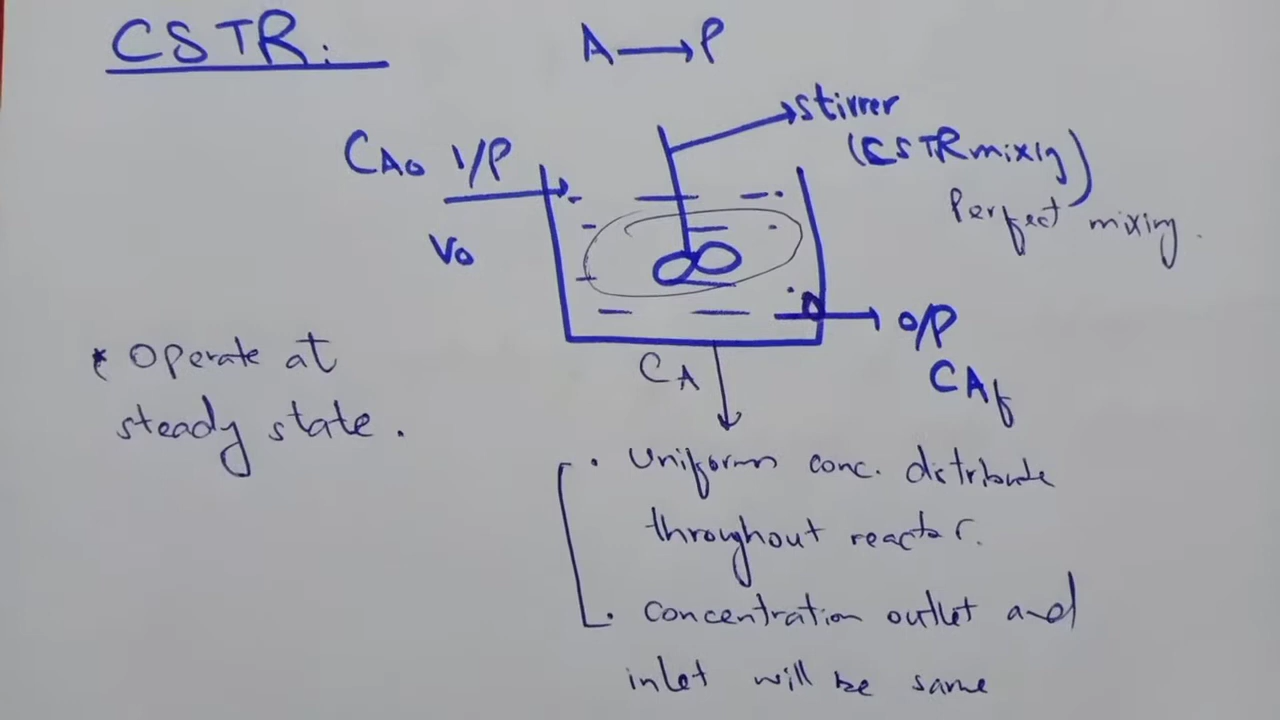 CSTR:
A → P
stirrer
(CSTR mixig)
Perfect mixing.
CAo I/P
Vo
O/P
CAf
CA
* Operate at
steady state.
. Uniform conc. distribute
throughout reactor.
. concentration outlet and
inlet will be same